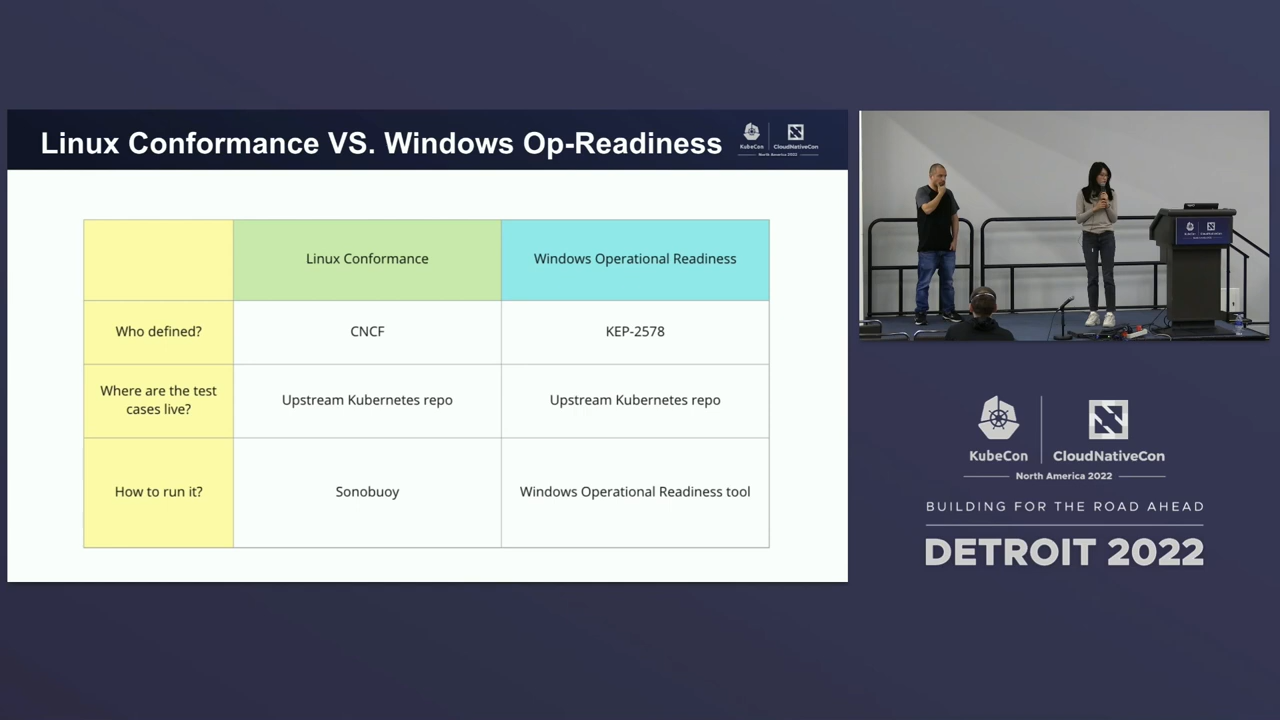 Linux Conformance VS. Windows Op-Readiness
KubeCon
CloudNativeCon
North America 2022
Linux Conformance
Windows Operational Readiness
Who defined?
CNCF
KEP-2578
Where are the test
cases live?
Upstream Kubernetes repo
Upstream Kubernetes repo
How to run it?
Sonobuoy
Windows Operational Readiness tool
KubeCon
CloudNativeCon
North America 2022
BUILDING FOR THE ROAD AHEAD
DETROIT 2022